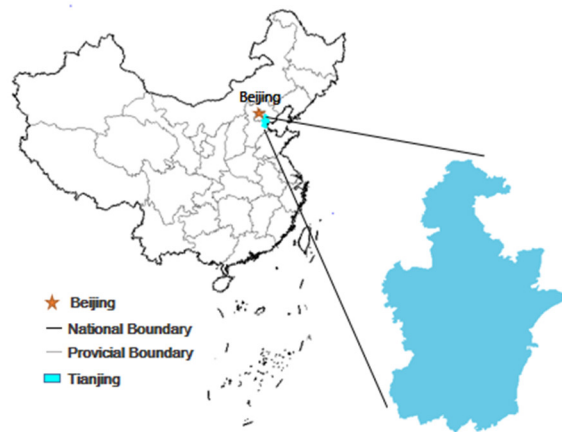 Beijing
Beijing
National Boundary
Provicial Boundary
Tianjing